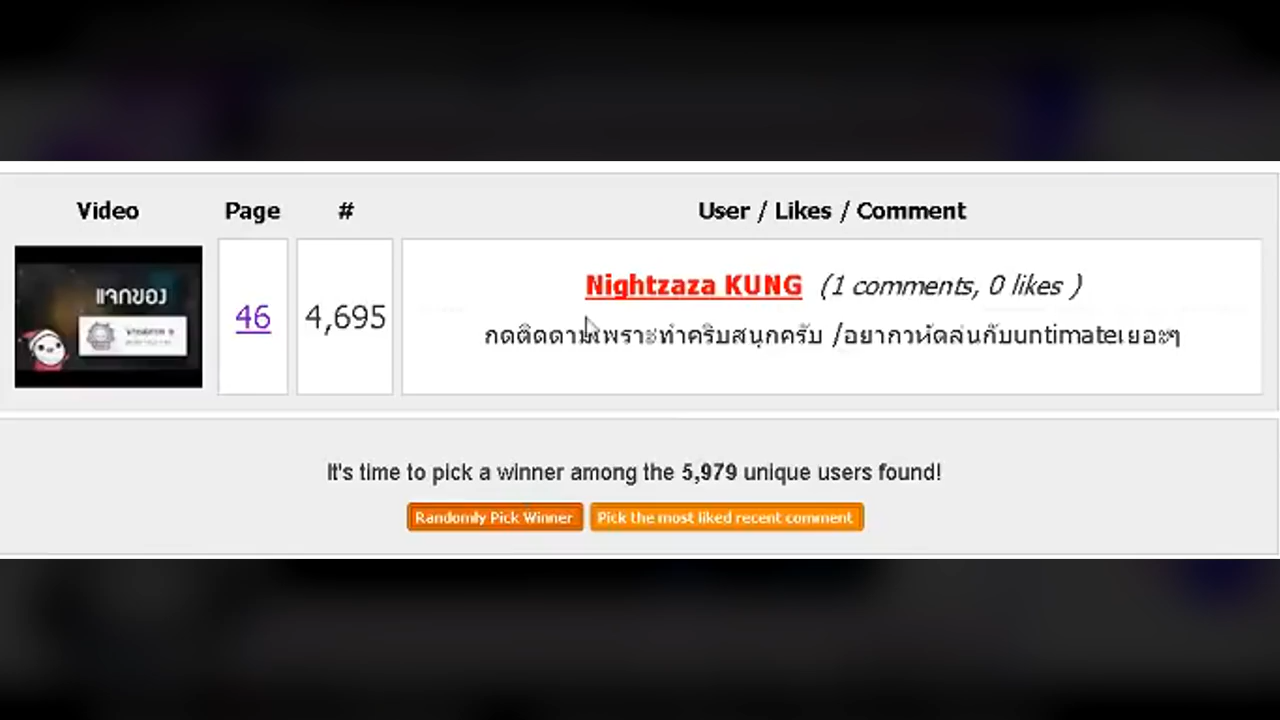 Video Page # User / Likes / Comment
แจกของ
46 4,695 Nightzaza KUNG (1 comments, 0 likes )
กดติดตามเพราะทำคริบสนุกครับ /อยากวหัดล่นกับuntimateเยอะๆ
It's time to pick a winner among the 5,979 unique users found!
Randomly Pick Winner Pick the most liked recent comment